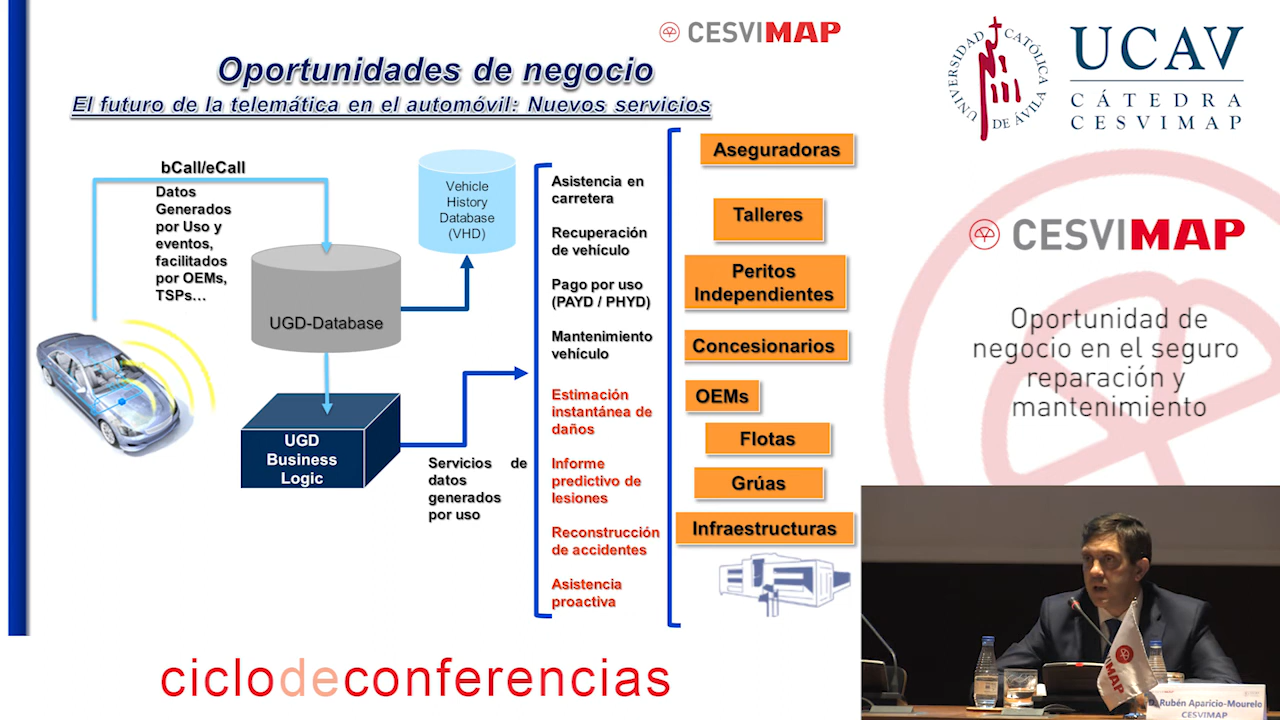 CESVIMAP
Oportunidades de negocio
El futuro de la telemática en el automóvil: Nuevos servicios
bCall/eCall
Datos
Generados
por Uso y
eventos,
facilitados
por OEMs,
TSPs…
Vehicle
History
Database
(VHD)
UGD-Database
UGD
Business
Logic
Servicios de
datos
generados
por uso
Asistencia en
carretera
Recuperación
de vehículo
Pago por uso
(PAYD / PHYD)
Mantenimiento
vehículo
Estimación
instantánea de
daños
Informe
predictivo de
lesiones
Reconstrucción
de accidentes
Asistencia
proactiva
Aseguradoras
Talleres
Peritos
Independientes
Concesionarios
OEMs
Flotas
Grúas
Infraestructuras
ciclodeconferencias
UNIVERSIDAD CATÓLICA
DE ÁVILA
UCAV
CÁTEDRA
CESVIMAP
CESVIMAP
Oportunidad de
negocio en el seguro
reparación y
mantenimiento
VIMAP
D. Rubén Aparicio-Mourelo
CESVIMAP